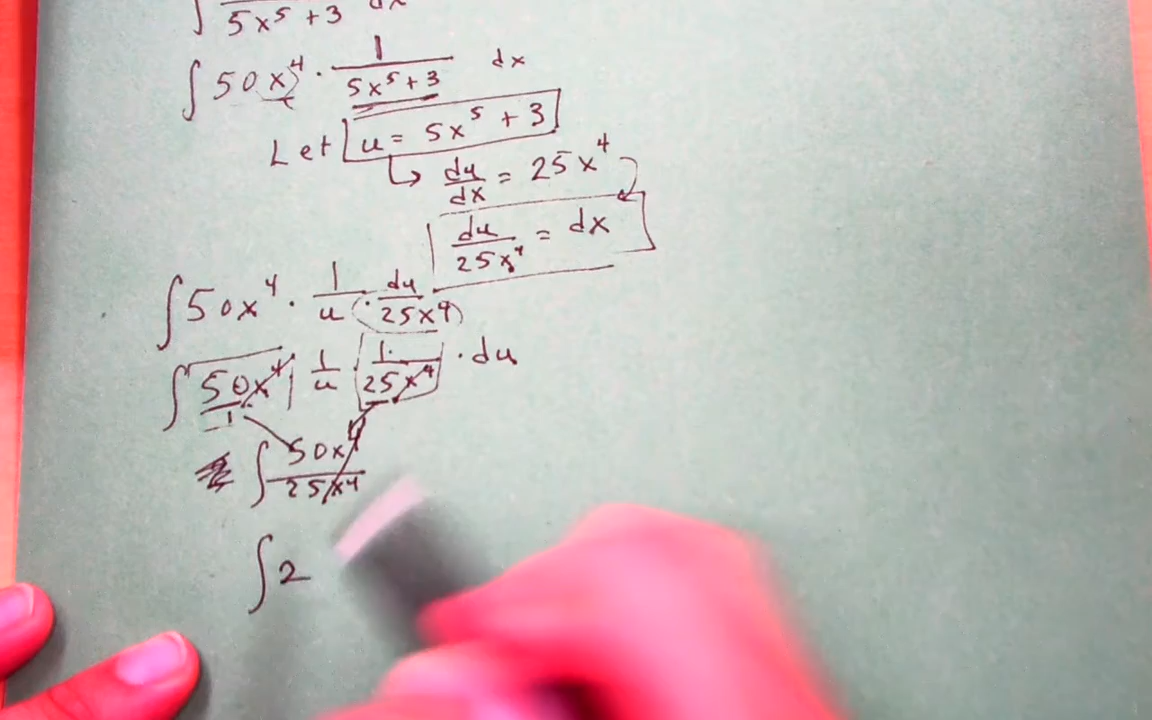 ∫ 5x⁵ + 3 dx
∫ 50x⁴ · 1/(5x⁵ + 3) dx
Let u = 5x⁵ + 3
du/dx = 25x⁴
du/25x⁴ = dx
∫ 50x⁴ · 1/u · du/25x⁴
∫ 50x⁴/1 · 1/u · 1/25x⁴ · du
∫ 50x⁴/25x⁴
∫ 2